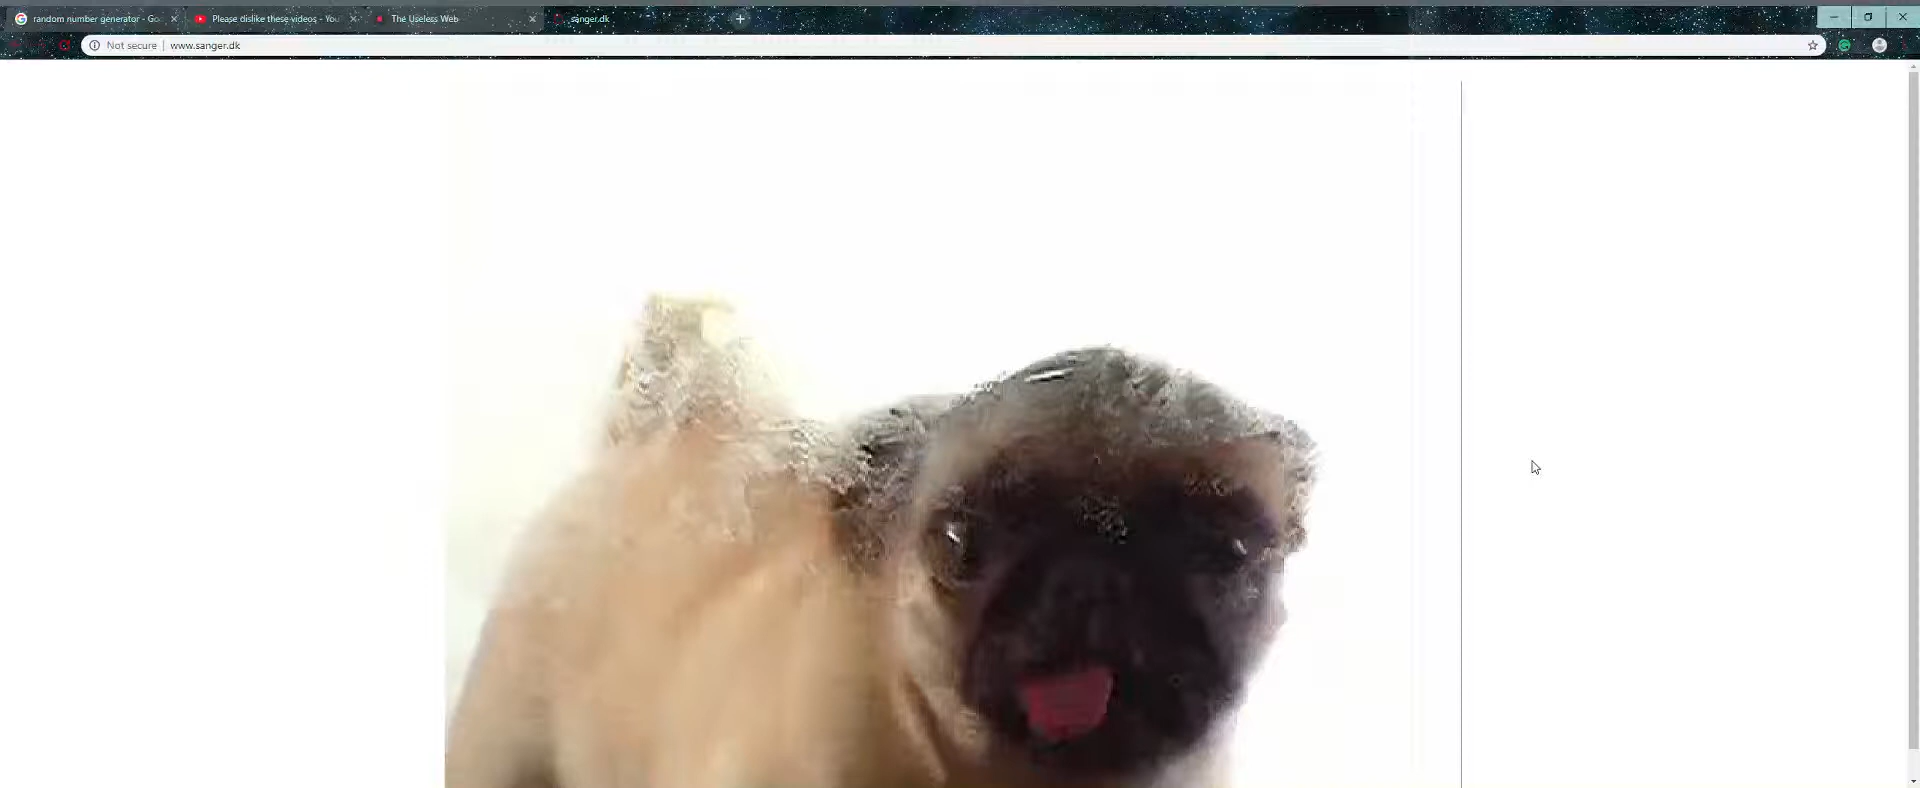 random number generator - Go
Please dislike these videos - You
The Useless Web
sanger.dk
Not secure
www.sanger.dk